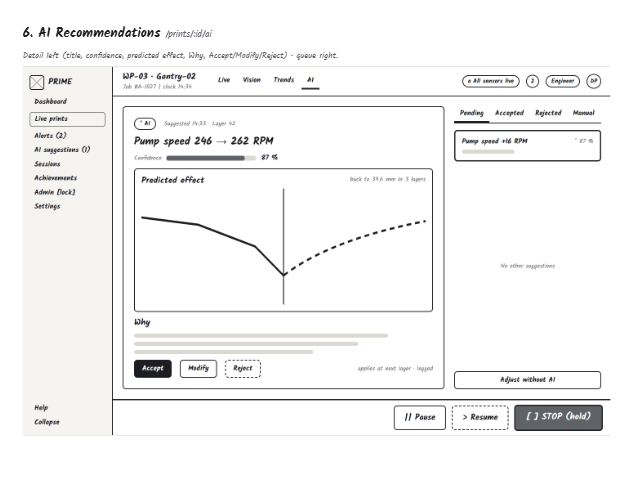 6. AI Recommendations /prints/:id/ai
Detail left (title, confidence, predicted effect, Why, Accept/Modify/Reject) · queue right.
PRIME
Dashboard
Live prints
Alerts (2)
AI suggestions (1)
Sessions
Achievements
Admin [lock]
Settings
Help
Collapse
WP-03 · Gantry-02
Job #A-1027 | clock 14:34
Live Vision Trends AI
All sensors live 2 Engineer DP
* AI Suggested 14:33 · Layer 42
Pump speed 246 → 262 RPM
Confidence 87 %
Predicted effect
back to 39.6 mm in 3 layers
Why
Accept Modify Reject
applies at next layer · logged
Pending Accepted Rejected Manual
Pump speed +16 RPM * 87 %
No other suggestions
Adjust without AI
|| Pause > Resume [ ] STOP (hold)